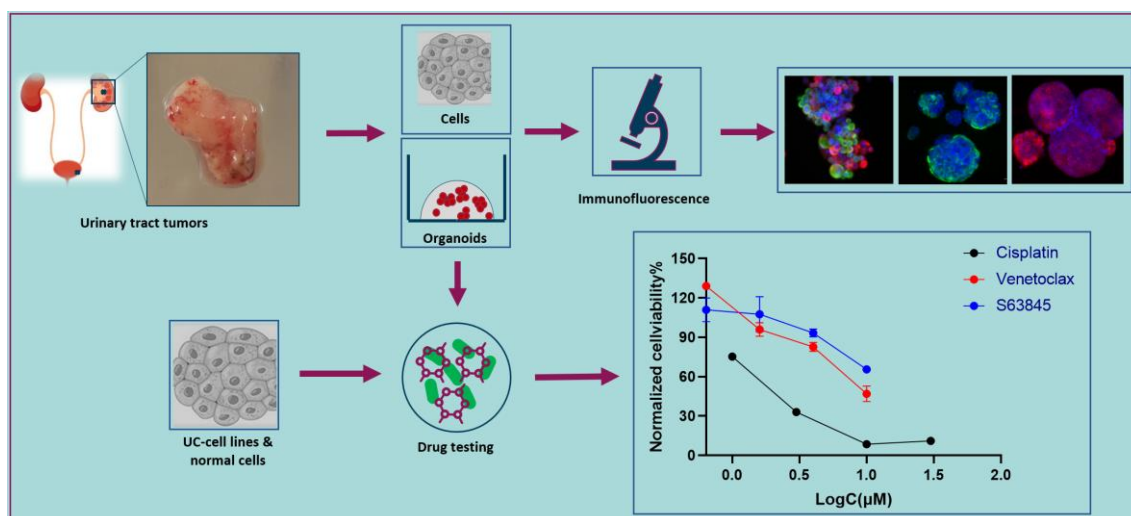 Urinary tract tumors
Cells
Organoids
Immunofluorescence
UC-cell lines &
normal cells
Drug testing
Normalized cellviability%
150
120
90
60
30
0
0.0
0.5
1.0
1.5
2.0
LogC(μM)
Cisplatin
Venetoclax
S63845